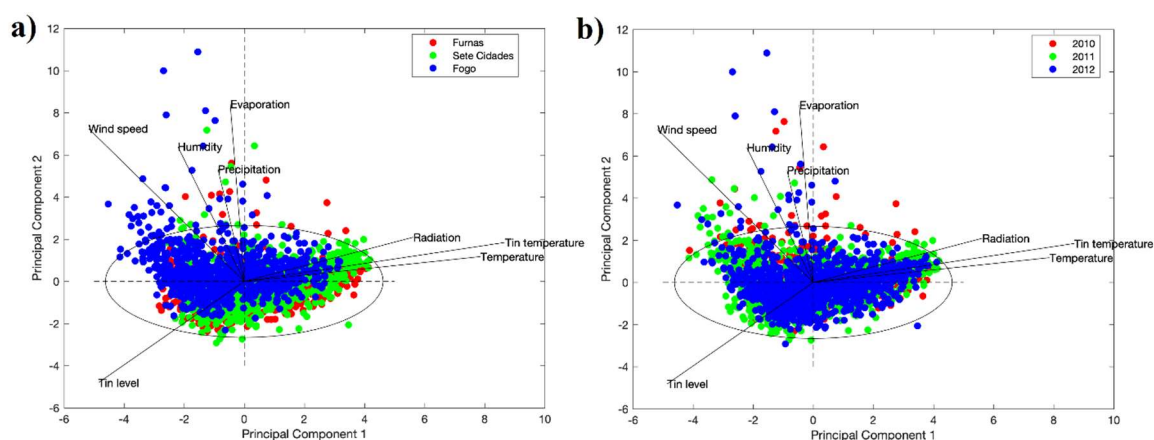 a)
12
10
8
6
4
2
0
-2
-4
-6
Principal Component 2
Furnas
Sete Cidades
Fogo
Evaporation
Wind speed
Humidity
Precipitation
Radiation
Tin temperature
Temperature
Tin level
-6 -4 -2 0 2 4 6 8 10
Principal Component 1
b)
12
10
8
6
4
2
0
-2
-4
-6
Principal Component 2
2010
2011
2012
Evaporation
Wind speed
Humidity
Precipitation
Radiation
Tin temperature
Temperature
Tin level
-6 -4 -2 0 2 4 6 8 10
Principal Component 1